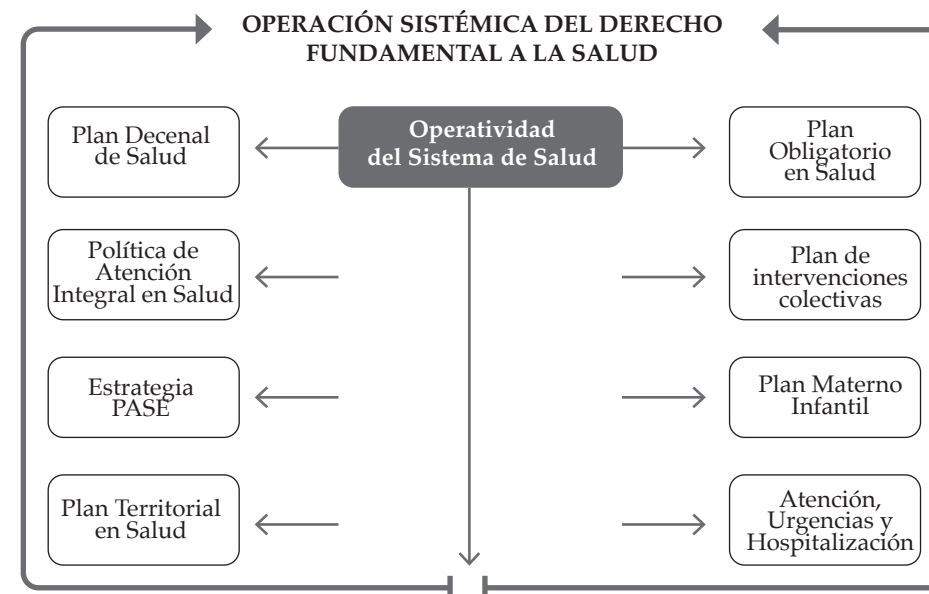 OPERACIÓN SISTÉMICA DEL DERECHO
FUNDAMENTAL A LA SALUD
Plan Decenal
de Salud
Operatividad
del Sistema de Salud
Plan
Obligatorio
en Salud
Política de
Atención
Integral en Salud
Plan de
intervenciones
colectivas
Estrategia
PASE
Plan Materno
Infantil
Plan Territorial
en Salud
Atención,
Urgencias y
Hospitalización